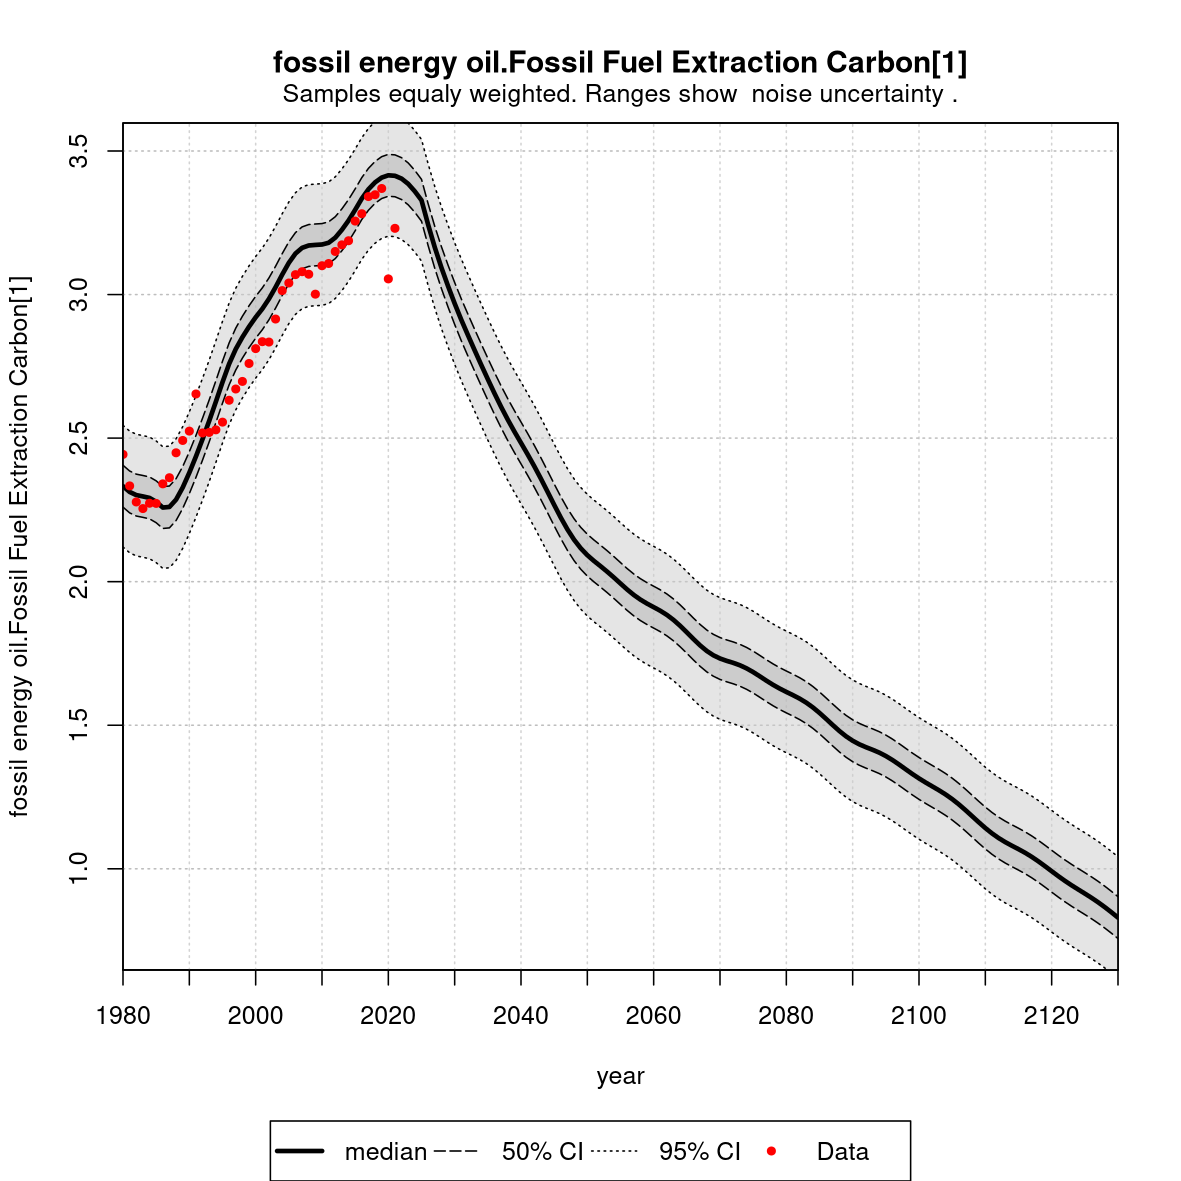 fossil energy oil.Fossil Fuel Extraction Carbon[1]
Samples equaly weighted. Ranges show  noise uncertainty .
fossil energy oil.Fossil Fuel Extraction Carbon[1]
3.5
3.0
2.5
2.0
1.5
1.0
1980 2000 2020 2040 2060 2080 2100 2120
year
median 50% CI 95% CI Data